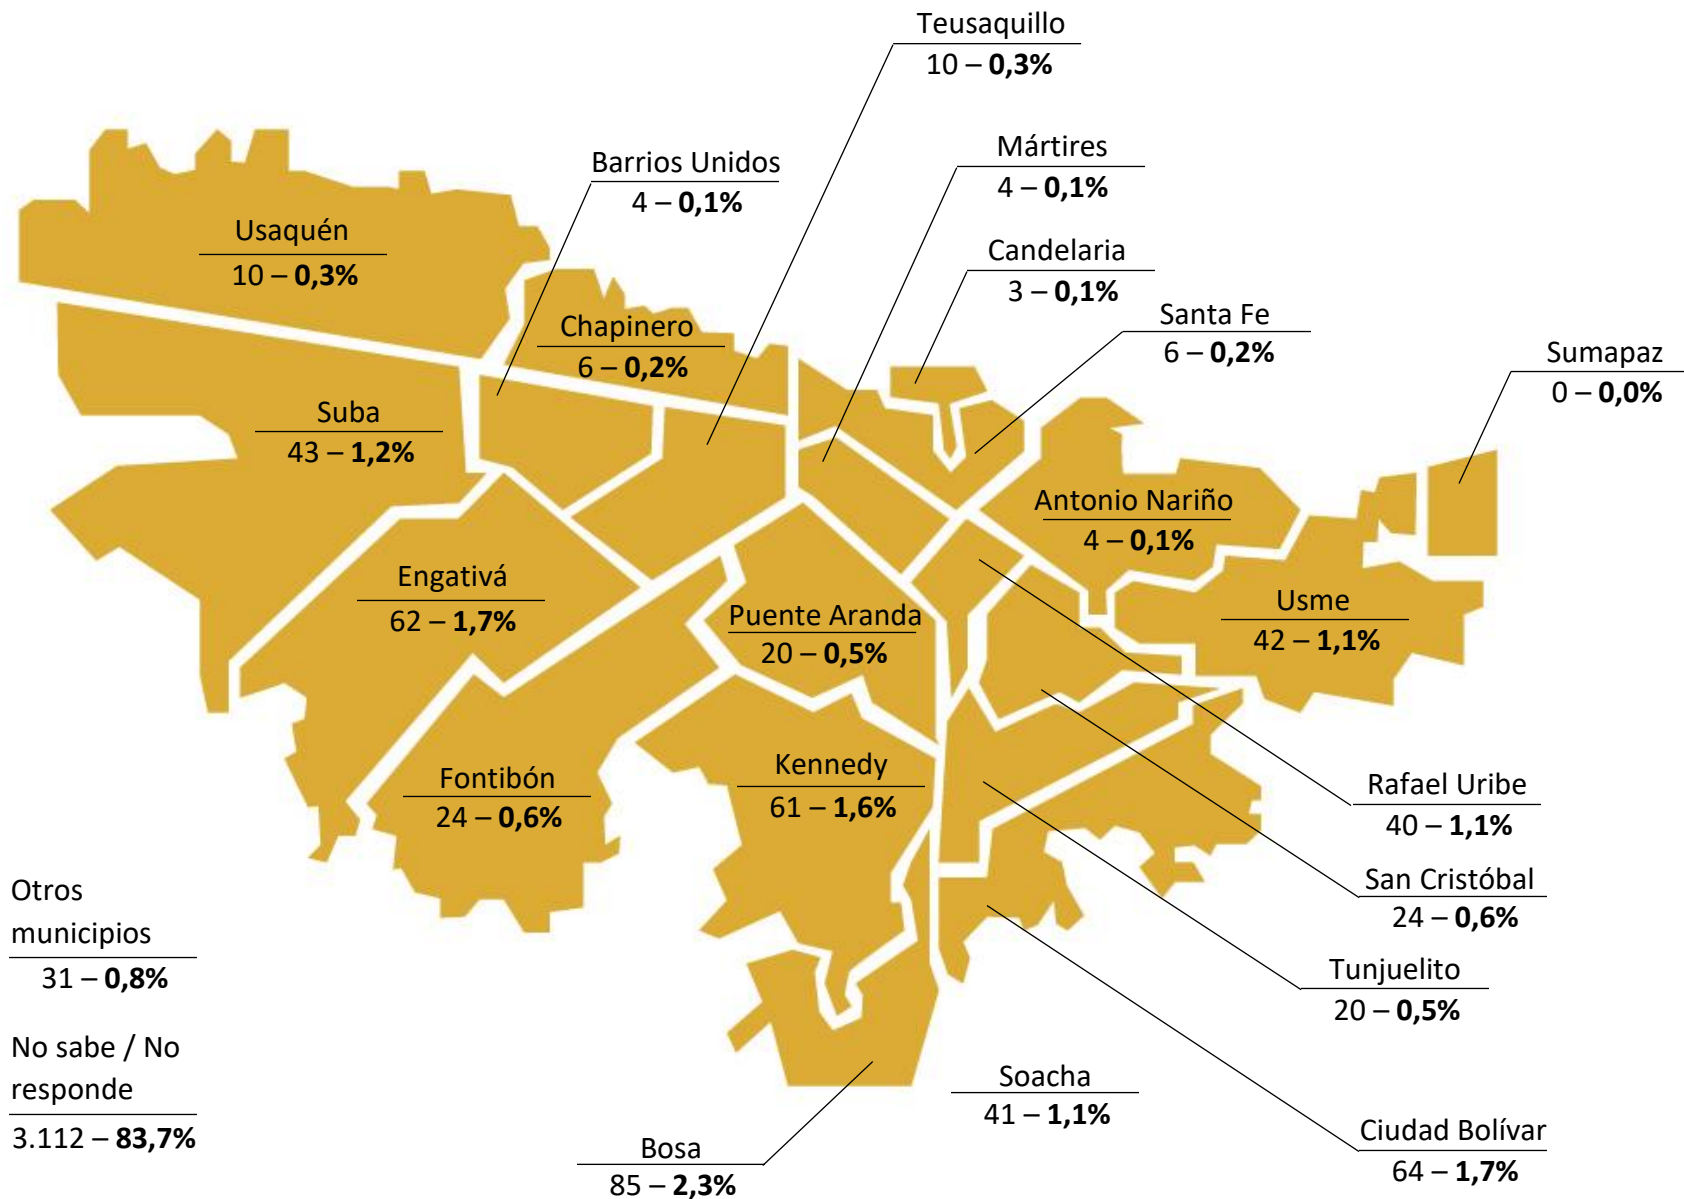 Teusaquillo
10 – 0,3%
Barrios Unidos
4 – 0,1%
Mártires
4 – 0,1%
Usaquén
10 – 0,3%
Candelaria
3 – 0,1%
Santa Fe
6 – 0,2%
Chapinero
6 – 0,2%
Sumapaz
0 – 0,0%
Suba
43 – 1,2%
Antonio Nariño
4 – 0,1%
Engativá
62 – 1,7%
Puente Aranda
20 – 0,5%
Usme
42 – 1,1%
Fontibón
24 – 0,6%
Kennedy
61 – 1,6%
Rafael Uribe
40 – 1,1%
San Cristóbal
24 – 0,6%
Otros
municipios
31 – 0,8%
Tunjuelito
20 – 0,5%
No sabe / No
responde
3.112 – 83,7%
Soacha
41 – 1,1%
Bosa
85 – 2,3%
Ciudad Bolívar
64 – 1,7%